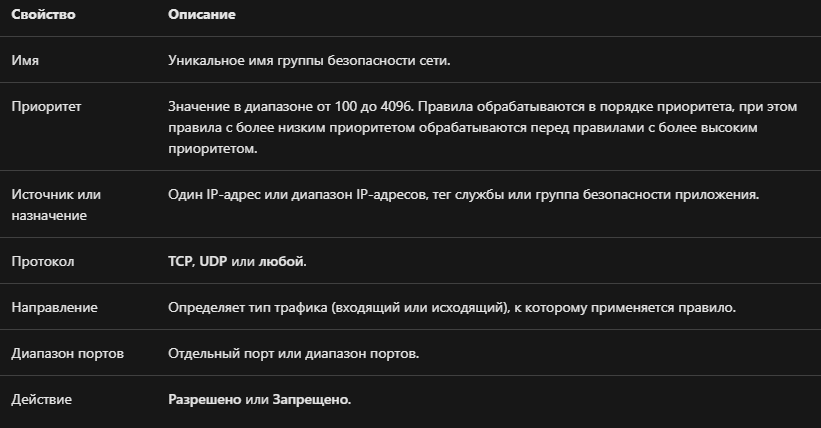 Свойство Описание
Имя Уникальное имя группы безопасности сети.
Приоритет Значение в диапазоне от 100 до 4096. Правила обрабатываются в порядке приоритета, при этом
правила с более низким приоритетом обрабатываются перед правилами с более высоким
приоритетом.
Источник или Один IP-адрес или диапазон IP-адресов, тег службы или группа безопасности приложения.
назначение
Протокол TCP, UDP или любой.
Направление Определяет тип трафика (входящий или исходящий), к которому применяется правило.
Диапазон портов Отдельный порт или диапазон портов.
Действие Разрешено или Запрещено.